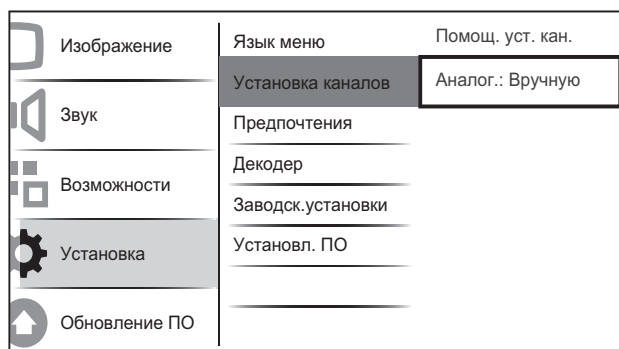 Изображение
Звук
Возможности
Установка
Обновление ПО
Язык меню
Установка каналов
Предпочтения
Декодер
Заводск.установки
Установл. ПО
Помощ. уст. кан.
Аналог.: Вручную